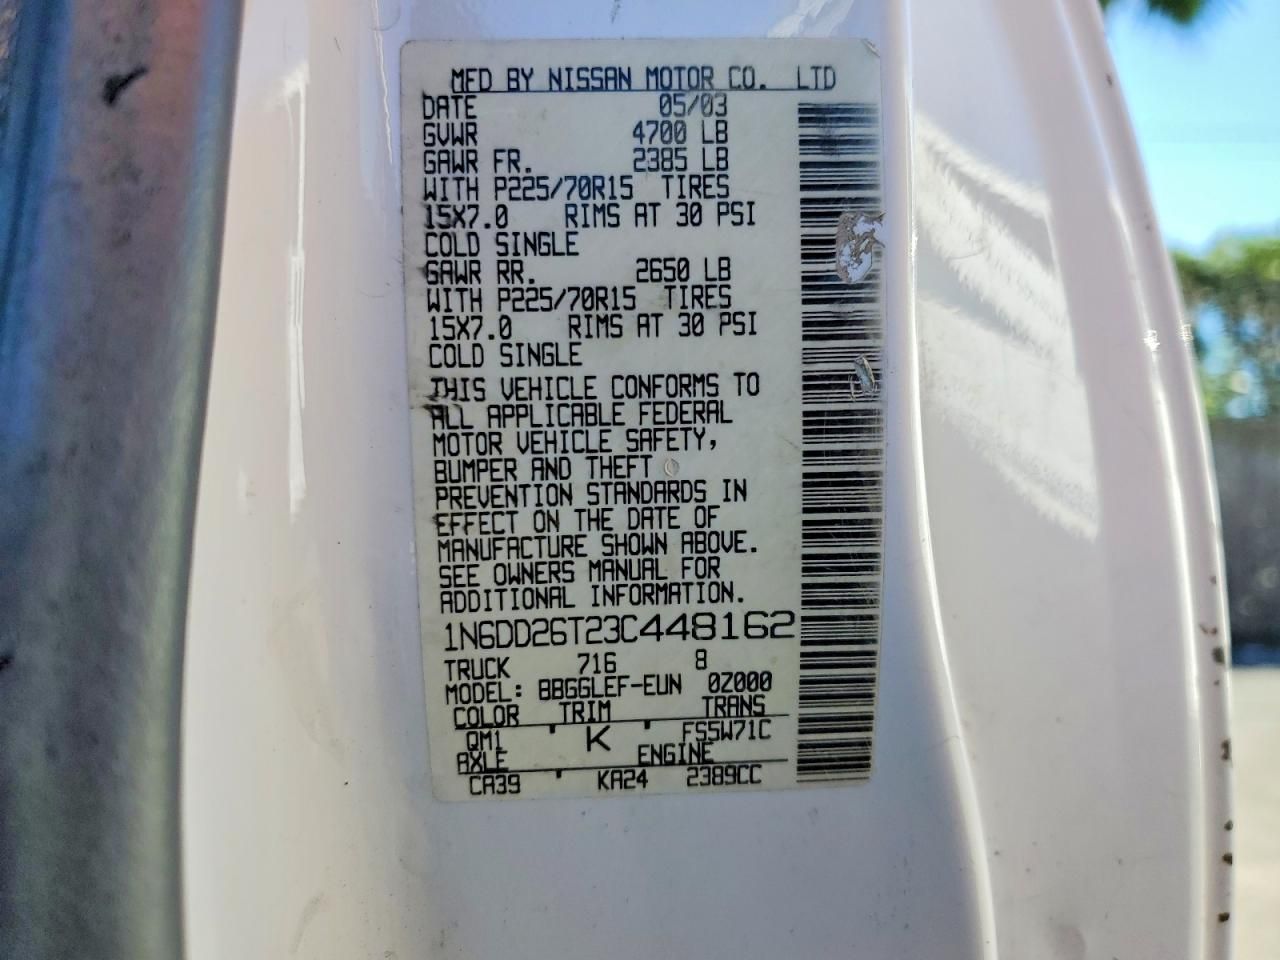 MFD BY NISSAN MOTOR CO. LTD
DATE 05/03
GVWR 4700 LB
GAWR FR. 2385 LB
WITH P225/70R15 TIRES
15X7.0 RIMS AT 30 PSI
COLD SINGLE
GAWR RR. 2650 LB
WITH P225/70R15 TIRES
15X7.0 RIMS AT 30 PSI
COLD SINGLE
THIS VEHICLE CONFORMS TO
ALL APPLICABLE FEDERAL
MOTOR VEHICLE SAFETY,
BUMPER AND THEFT
PREVENTION STANDARDS IN
EFFECT ON THE DATE OF
MANUFACTURE SHOWN ABOVE.
SEE OWNERS MANUAL FOR
ADDITIONAL INFORMATION.
1N6DD26T23C448162
TRUCK 716 8
MODEL: BBGGLEF-EUN 0Z000
COLOR TRIM TRANS
QM1 K FS5W71C
AXLE ENGINE
CA39 KA24 2389CC